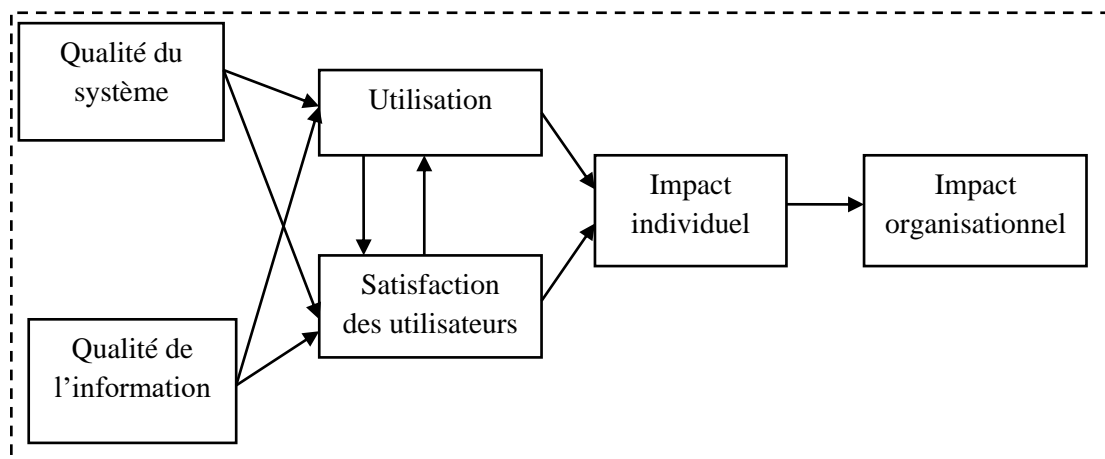 Qualité du
système
Utilisation
Impact
individuel
Impact
organisationnel
Satisfaction
des utilisateurs
Qualité de
l’information